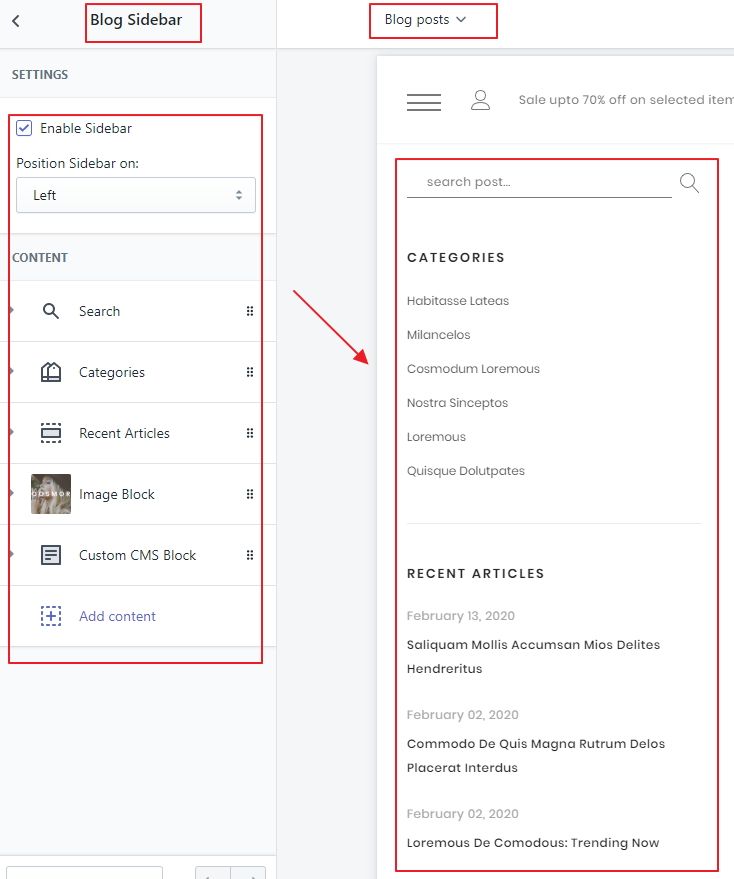 Blog Sidebar
SETTINGS
Enable Sidebar
Position Sidebar on:
Left
CONTENT
Search
Categories
Recent Articles
Image Block
Custom CMS Block
Add content
Blog posts
Sale upto 70% off on selected item
search post...
CATEGORIES
Habitasse Lateas
Milancelos
Cosmodum Loremous
Nostra Sinceptos
Loremous
Quisque Dolutpates
RECENT ARTICLES
February 13, 2020
Saliquam Mollis Accumsan Mios Delites
Hendreritus
February 02, 2020
Commodo De Quis Magna Rutrum Delos
Placerat Interdus
February 02, 2020
Loremous De Comodous: Trending Now